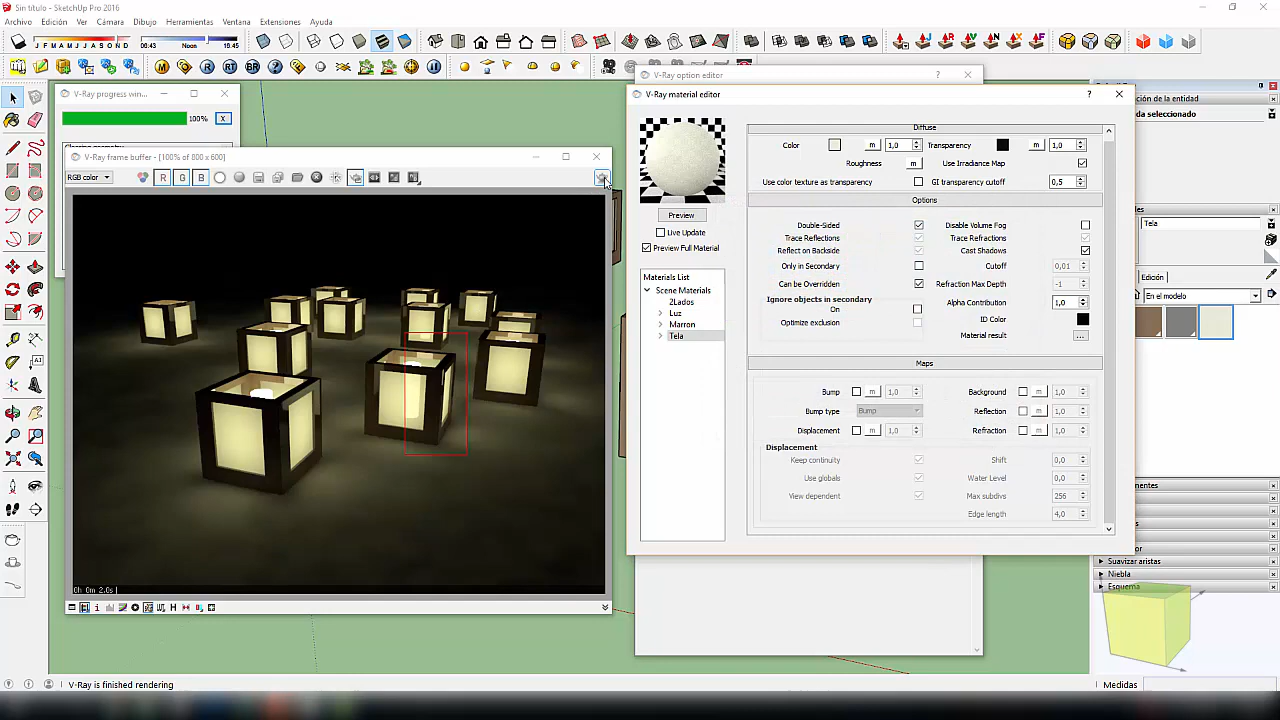 Sin título - SketchUp Pro 2016
Archivo Edición Ver Cámara Dibujo Herramientas Ventana Extensiones Ayuda
J F M A M J J A S O N D 06:43 Noon 16:45
V-Ray option editor
V-Ray progress win...
100%
V-Ray material editor
V-Ray frame buffer - [100% of 800 x 600]
RGB color
R G B
0h 0m 2.0s
Preview
Live Update
Preview Full Material
Materials List
Scene Materials
2Lados
Luz
Marron
Tela
Diffuse
Color m 1,0 Transparency m 1,0
Roughness m Use Irradiance Map
Use color texture as transparency GI transparency cutoff 0,5
Options
Double-Sided Disable Volume Fog
Trace Reflections Trace Refractions
Reflect on Backside Cast Shadows
Only in Secondary Cutoff 0,01
Can be Overridden Refraction Max Depth -1
Ignore objects in secondary
On
Alpha Contribution 1,0
Optimize exclusion ID Color
Material result ...
Maps
Bump m 1,0 Background m 1,0
Bump type Bump Reflection m 1,0
Displacement m 1,0 Refraction m 1,0
Displacement
Keep continuity Shift 0,0
Use globals Water Level 0,0
View dependent Max subdivs 256
Edge length 4,0
ción de la entidad
da seleccionado
les
Tela
Edición
En el modelo
nentes
Suavizar aristas
Niebla
Esquema
V-Ray is finished rendering
Medidas